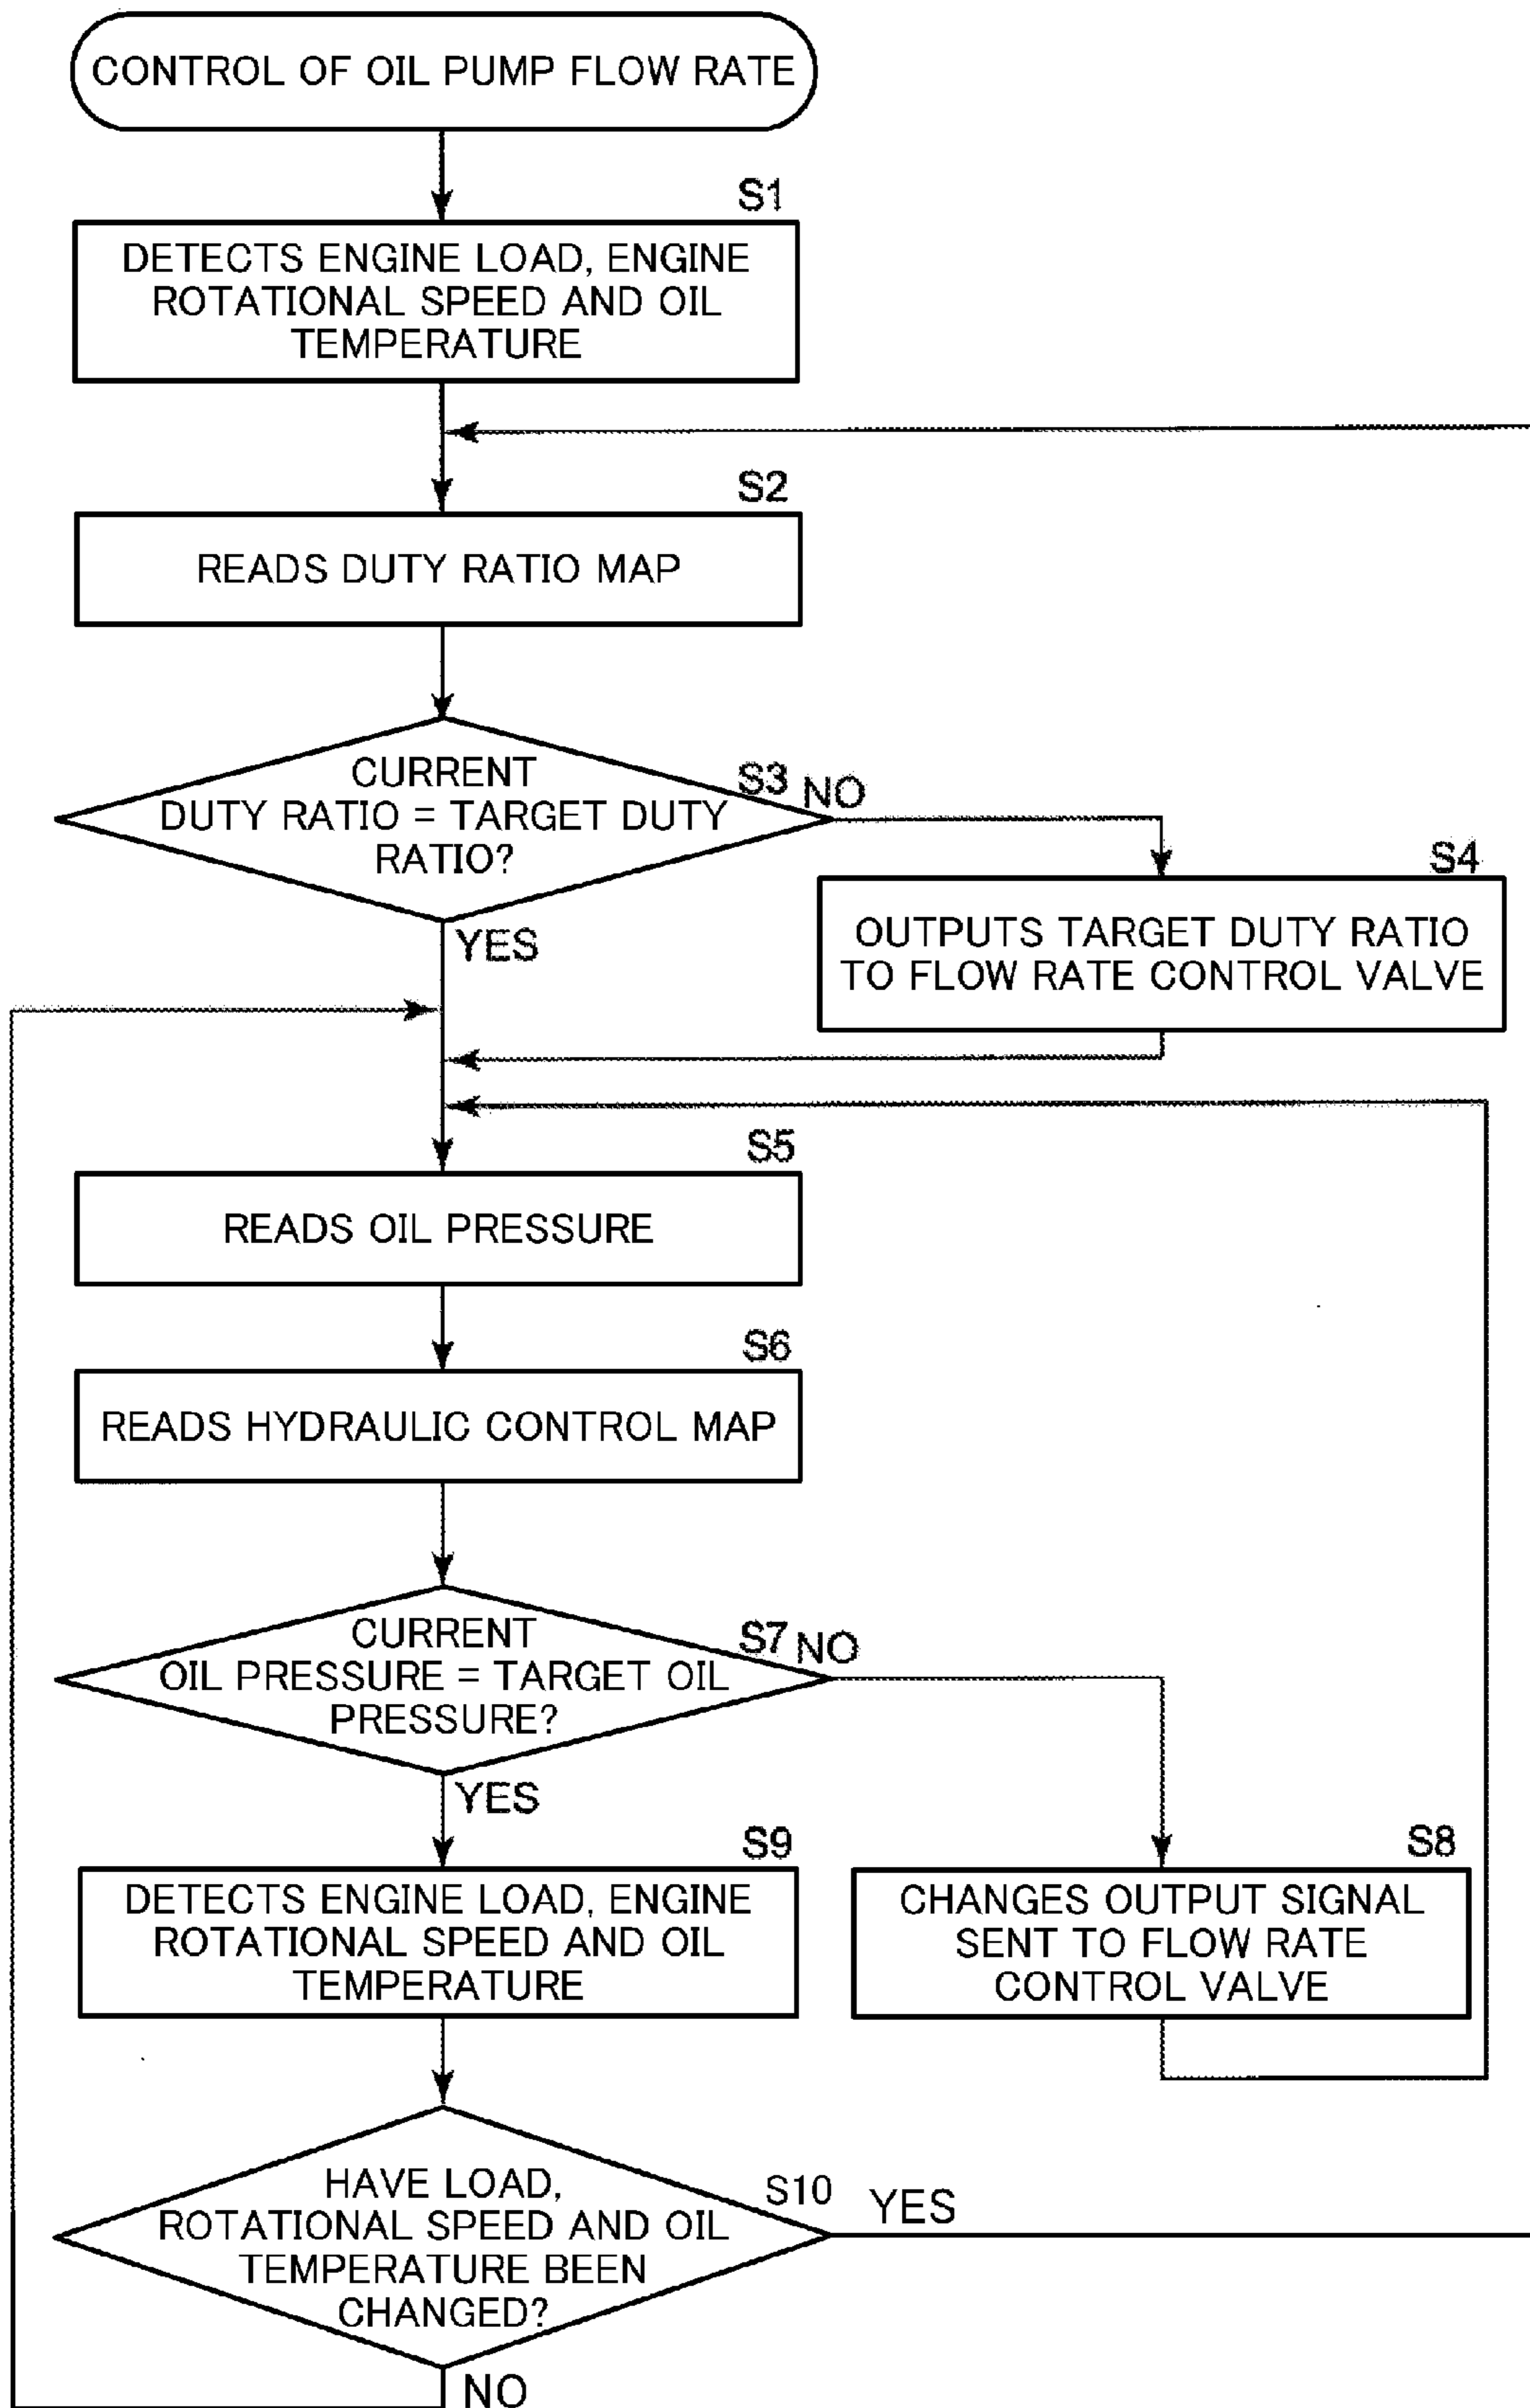 CONTROL OF OIL PUMP FLOW RATE
S1
DETECTS ENGINE LOAD, ENGINE
ROTATIONAL SPEED AND OIL
TEMPERATURE
S2
READS DUTY RATIO MAP
S3
CURRENT
DUTY RATIO = TARGET DUTY
RATIO?
NO
YES
S4
OUTPUTS TARGET DUTY RATIO
TO FLOW RATE CONTROL VALVE
S5
READS OIL PRESSURE
S6
READS HYDRAULIC CONTROL MAP
S7
CURRENT
OIL PRESSURE = TARGET OIL
PRESSURE?
NO
YES
S8
CHANGES OUTPUT SIGNAL
SENT TO FLOW RATE
CONTROL VALVE
S9
DETECTS ENGINE LOAD, ENGINE
ROTATIONAL SPEED AND OIL
TEMPERATURE
S10
HAVE LOAD,
ROTATIONAL SPEED AND OIL
TEMPERATURE BEEN
CHANGED?
YES
NO